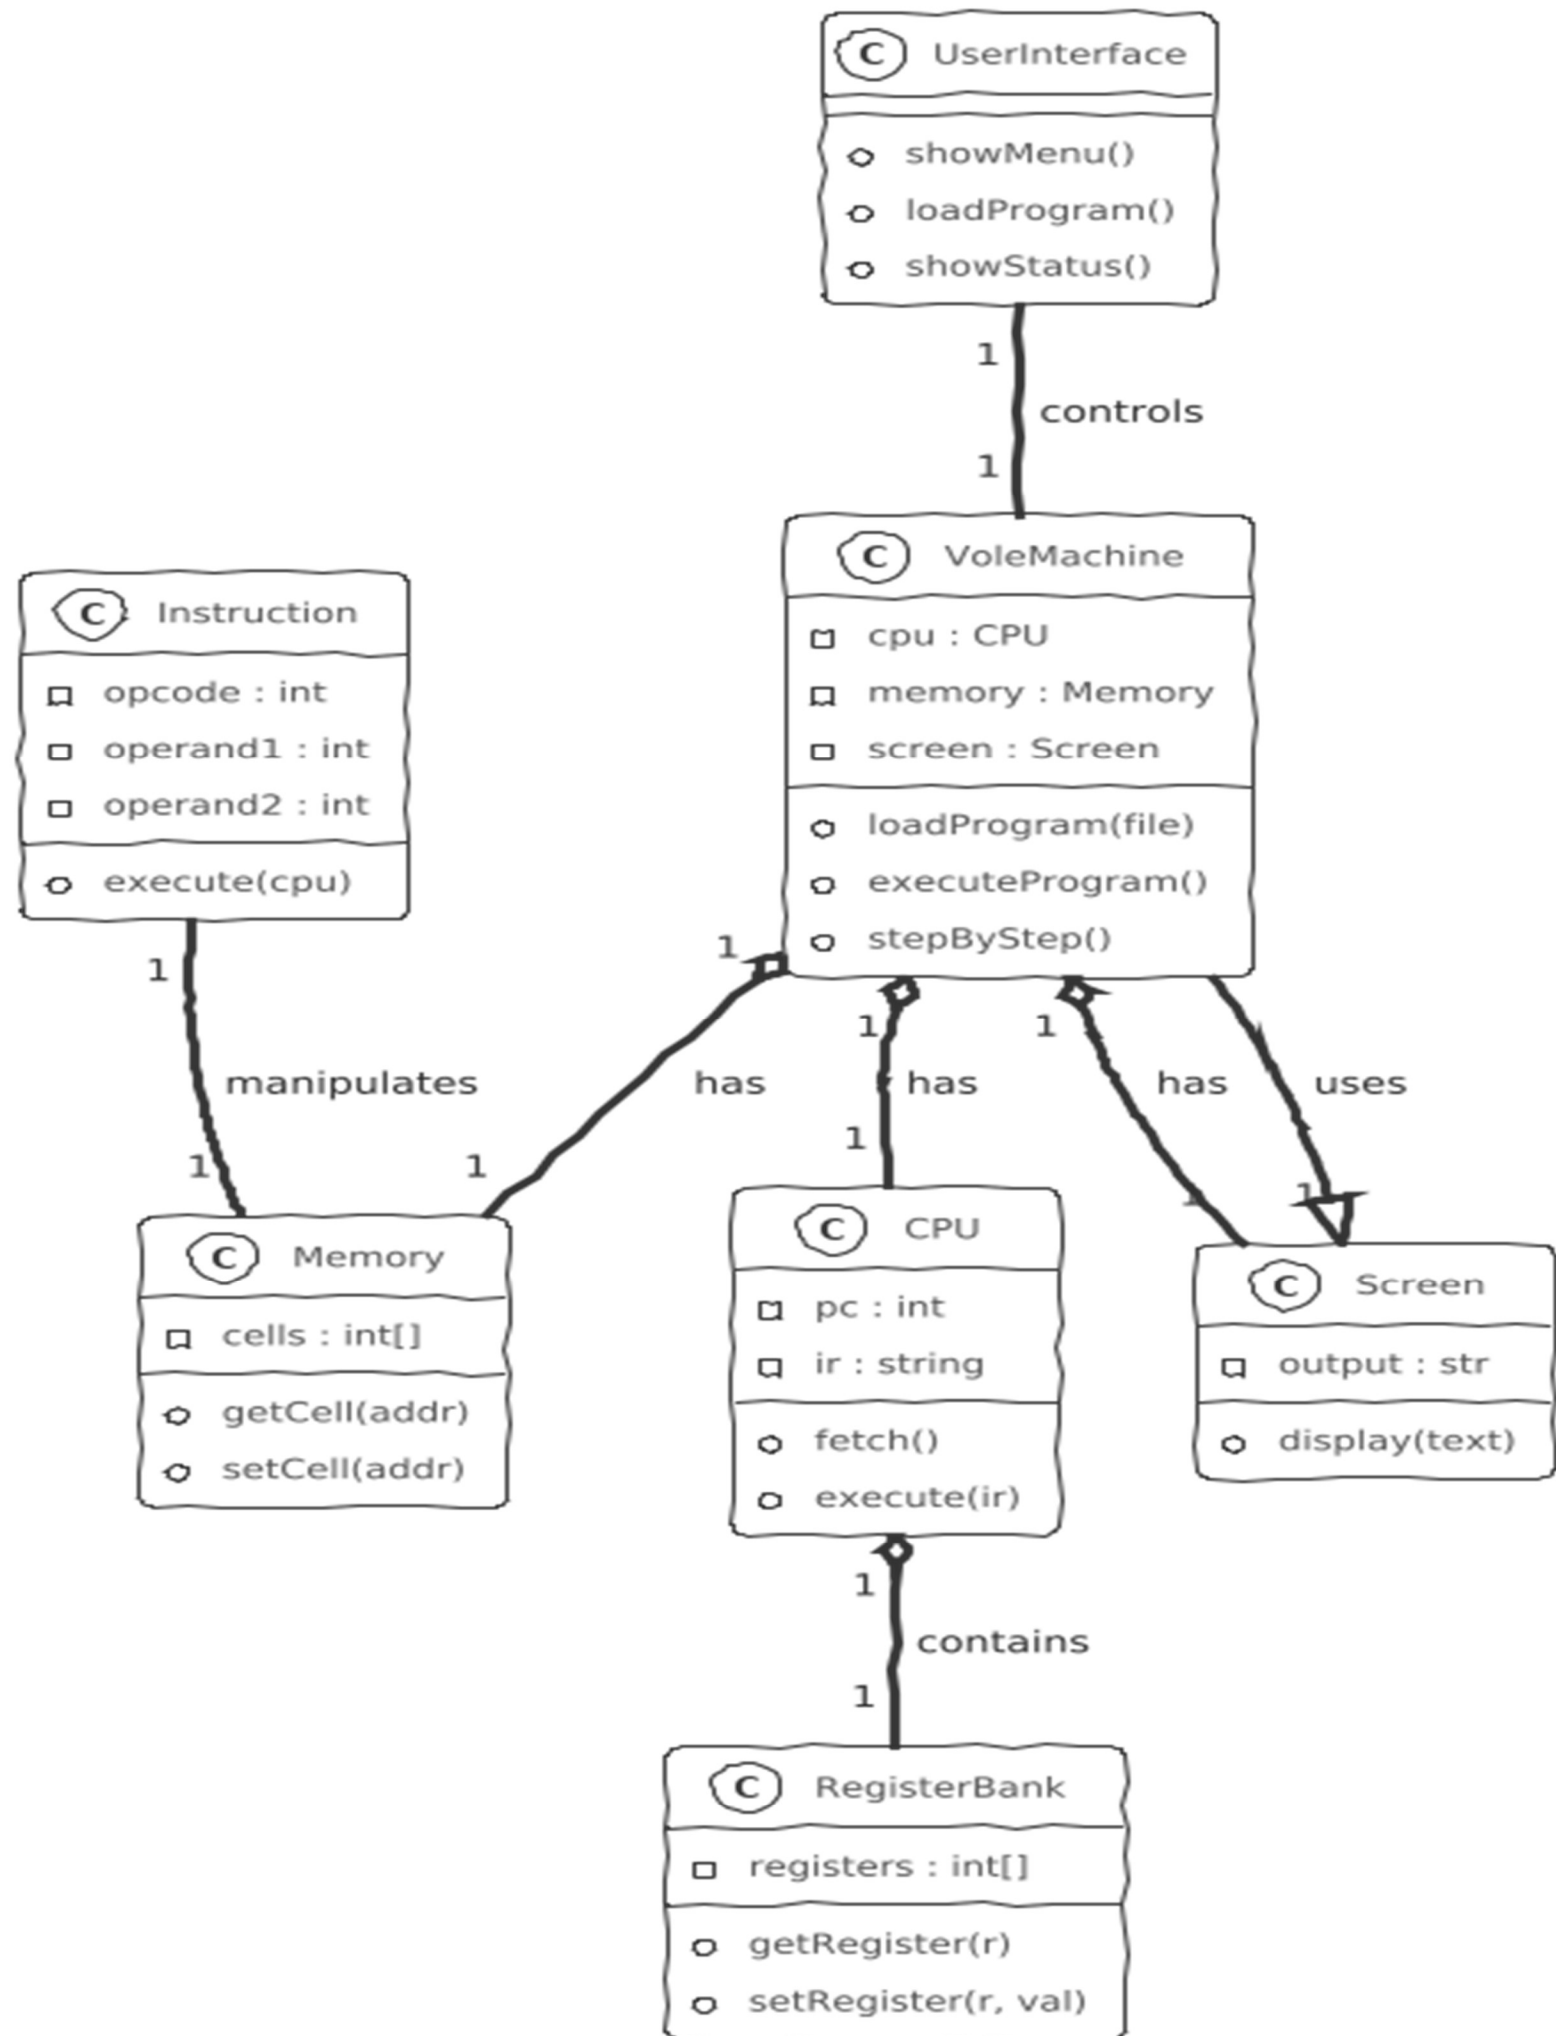 C UserInterface
showMenu()
loadProgram()
showStatus()
1
controls
1
C VoleMachine
cpu : CPU
memory : Memory
screen : Screen
loadProgram(file)
executeProgram()
stepByStep()
C Instruction
opcode : int
operand1 : int
operand2 : int
execute(cpu)
1
manipulates
1
1
has
1
1
has
1
1
has
1
uses
1
C Memory
cells : int[]
getCell(addr)
setCell(addr)
C CPU
pc : int
ir : string
fetch()
execute(ir)
C Screen
output : str
display(text)
1
contains
1
C RegisterBank
registers : int[]
getRegister(r)
setRegister(r, val)